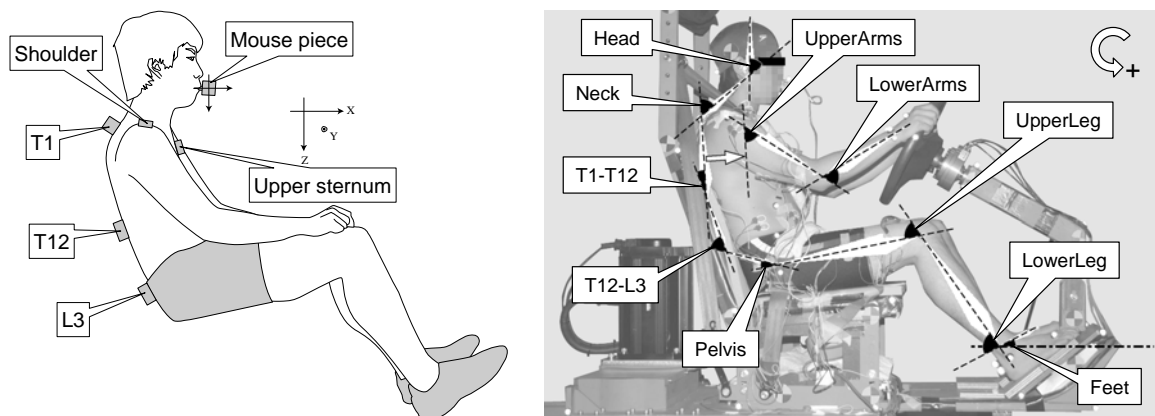 Shoulder
Mouse piece
T1
X
Y
Z
Upper sternum
T12
L3
Head
UpperArms
Neck
LowerArms
+
UpperLeg
T1-T12
T12-L3
LowerLeg
Pelvis
Feet